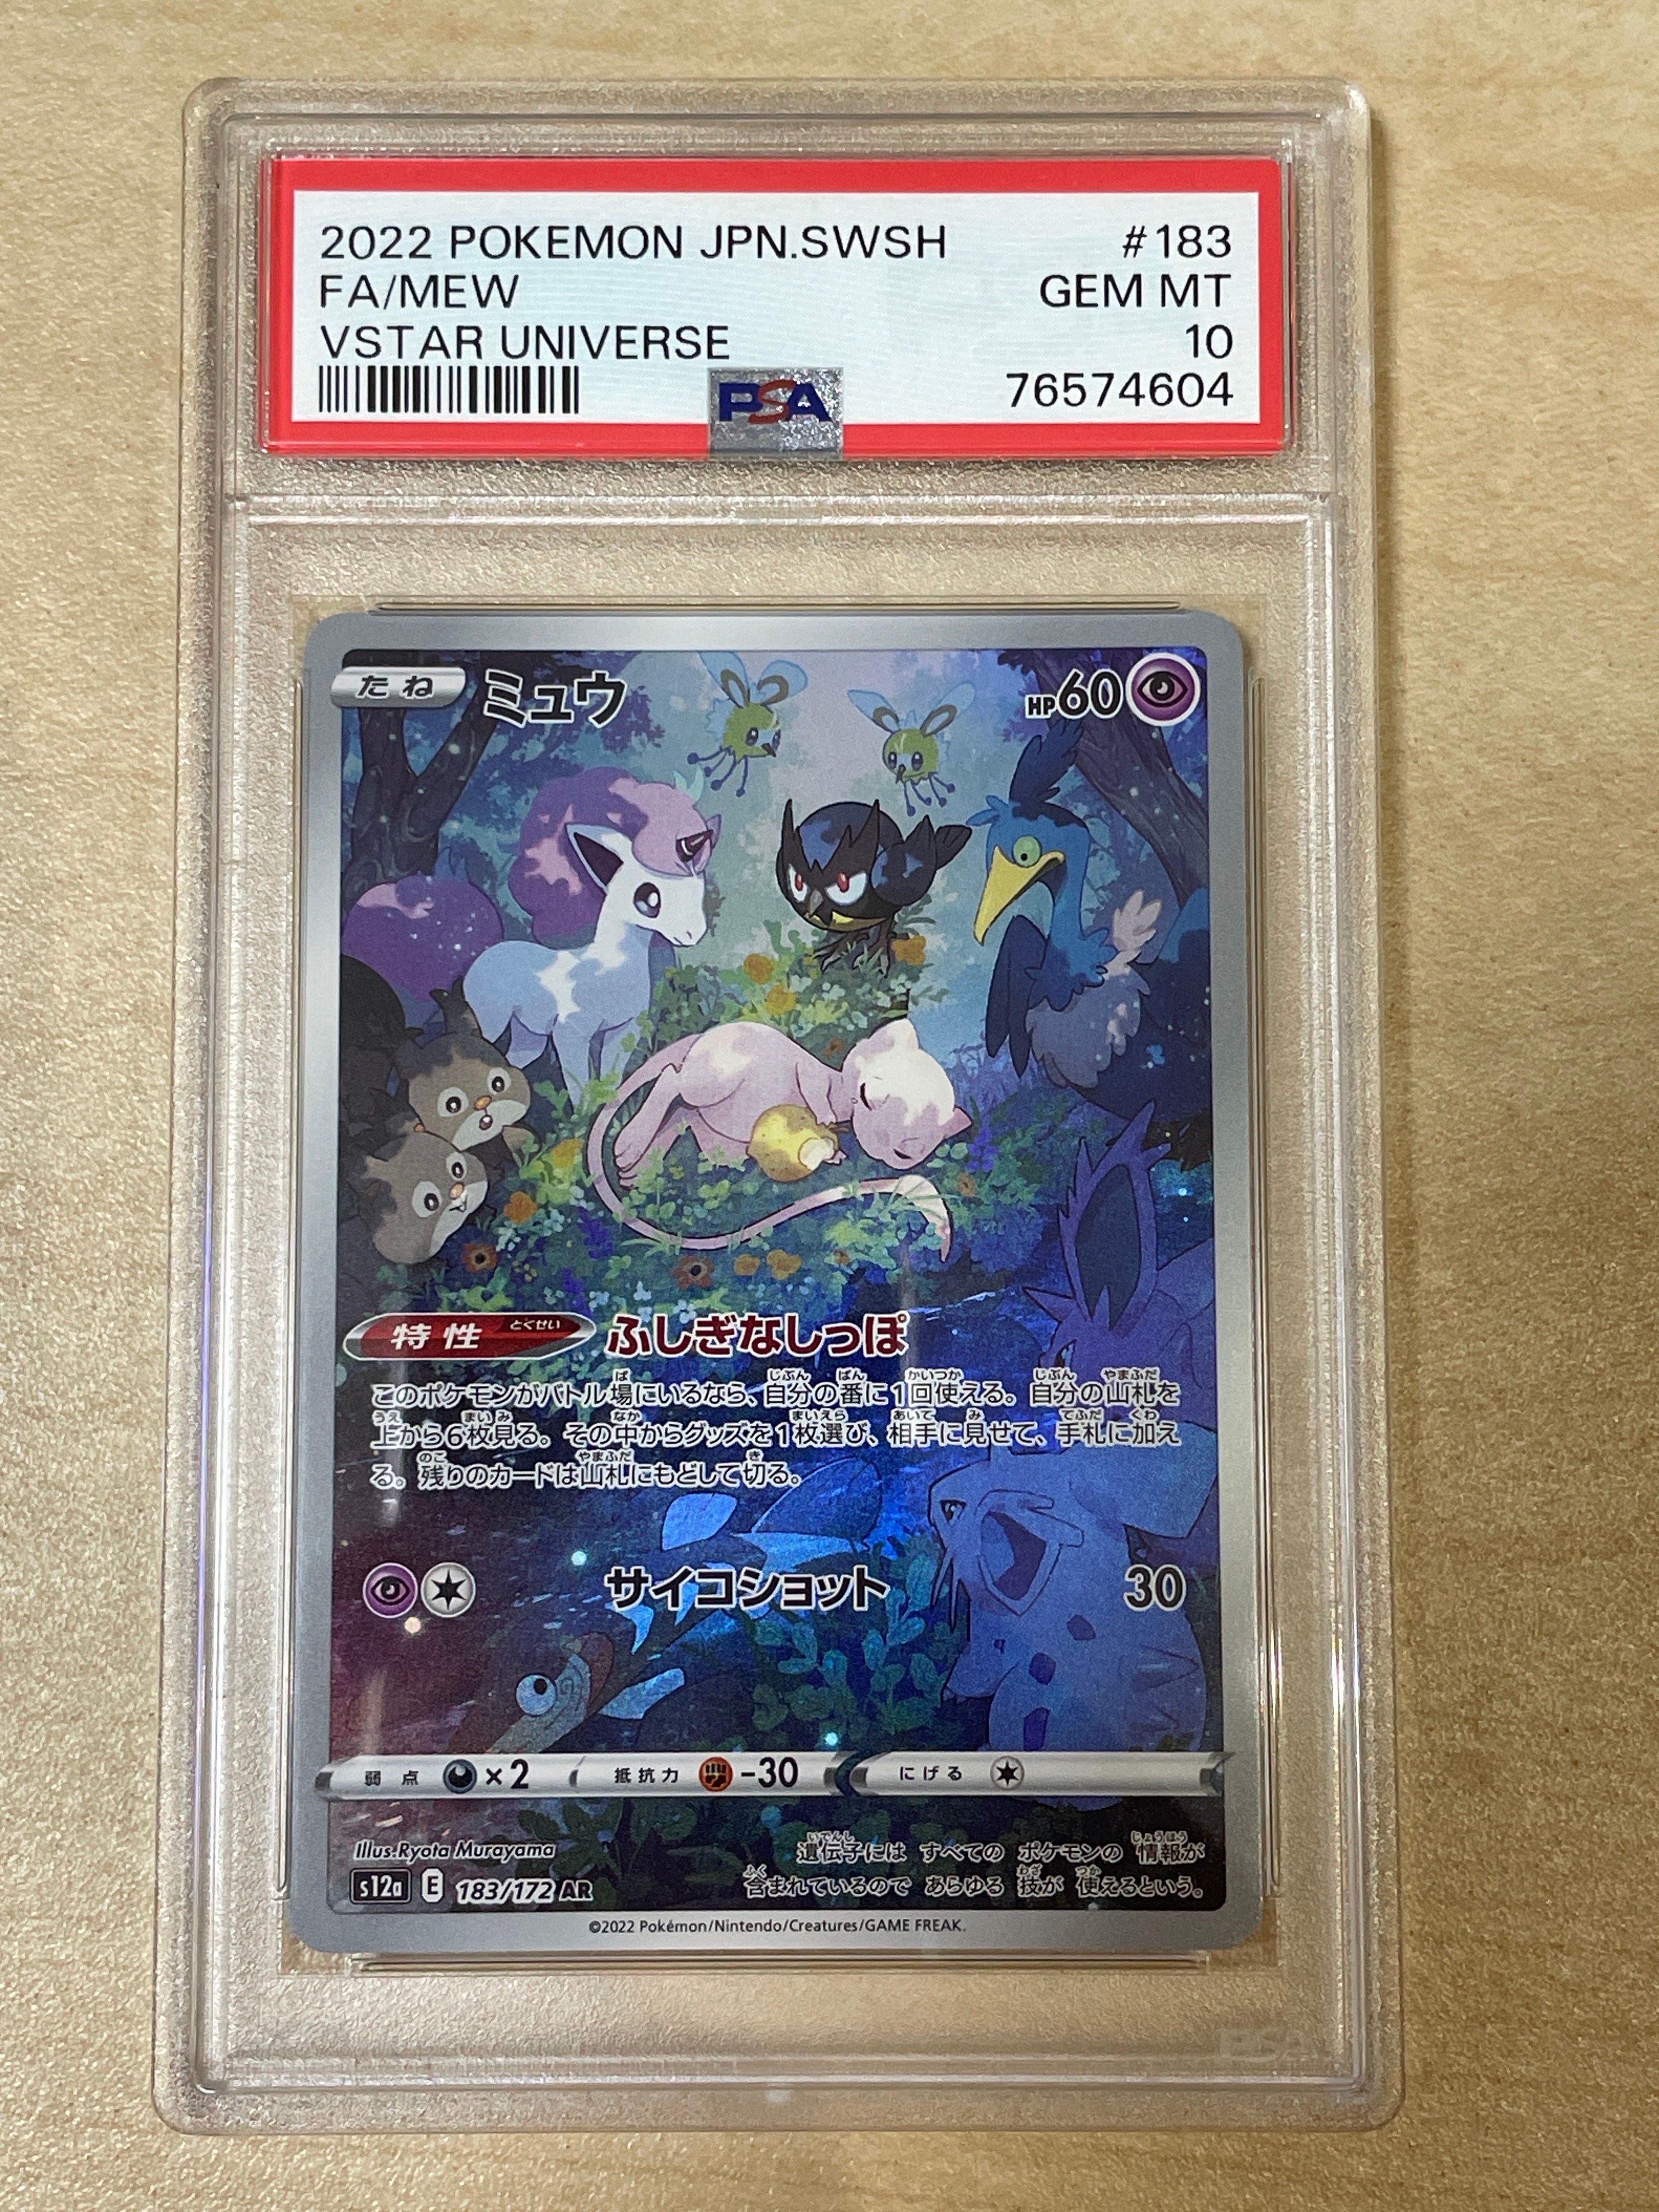 2022 POKEMON JPN.SWSH #183
FA/MEW GEM MT
VSTAR UNIVERSE 10
PSA 76574604
たね ミュウ HP60
特性 とくせい ふしぎなしっぽ
このポケモンがバトル場にいるなら、自分の番に1回使える。自分の山札を
上から6枚見る。その中からグッズを1枚選び、相手に見せて、手札に加え
る。残りのカードは山札にもどして切る。
サイコショット 30
弱点 ×2 抵抗力 -30 にげる
Illus.Ryota Murayama
遺伝子には すべての ポケモンの 情報が
s12a E 183/172 AR
含まれているので あらゆる 技が 使えるという。
©2022 Pokémon/Nintendo/Creatures/GAME FREAK.
PSA